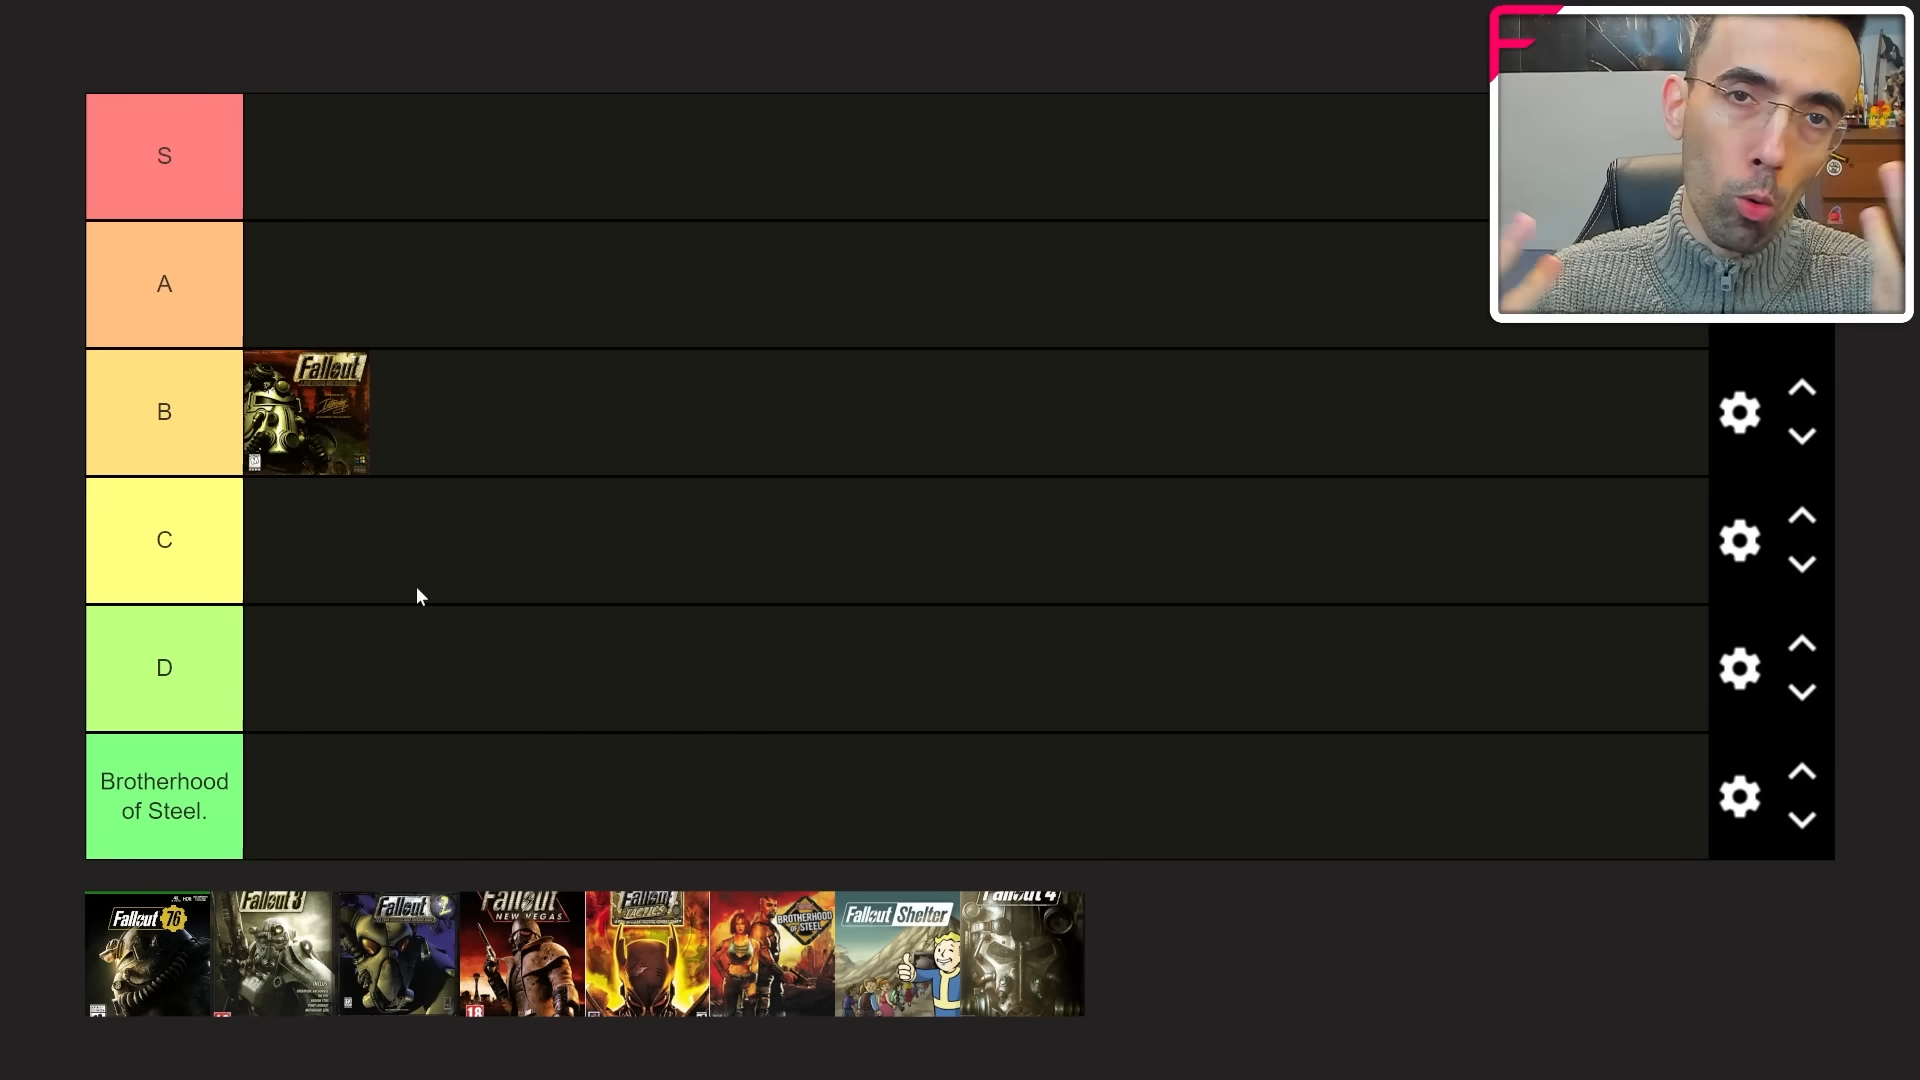 S
A
B
Fallout
C
D
Brotherhood
of Steel.
Fallout 76
Fallout 3
Fallout 2
Fallout
NEW VEGAS
18
Fallout
TACTICS
BROTHERHOOD
OF STEEL
Fallout Shelter
Fallout 4